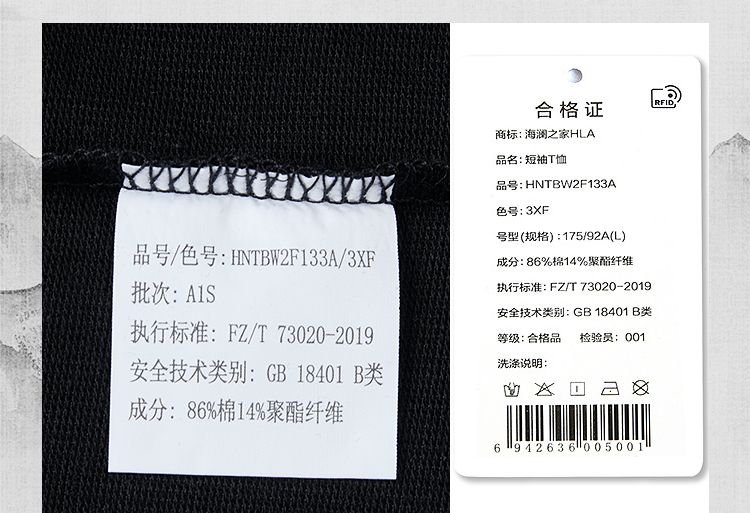 品号/色号: HNTBW2F133A/3XF
批次: A1S
执行标准: FZ/T 73020-2019
安全技术类别: GB 18401 B类
成分: 86%棉14%聚酯纤维
RFID
合格证
商标: 海澜之家HLA
品名: 短袖T恤
品号: HNTBW2F133A
色号: 3XF
号型(规格) : 175/92A(L)
成分: 86%棉14%聚酯纤维
执行标准: FZ/T 73020-2019
安全技术类别: GB 18401 B类
等级: 合格品 检验员: 001
洗涤说明:
6 942636 005001